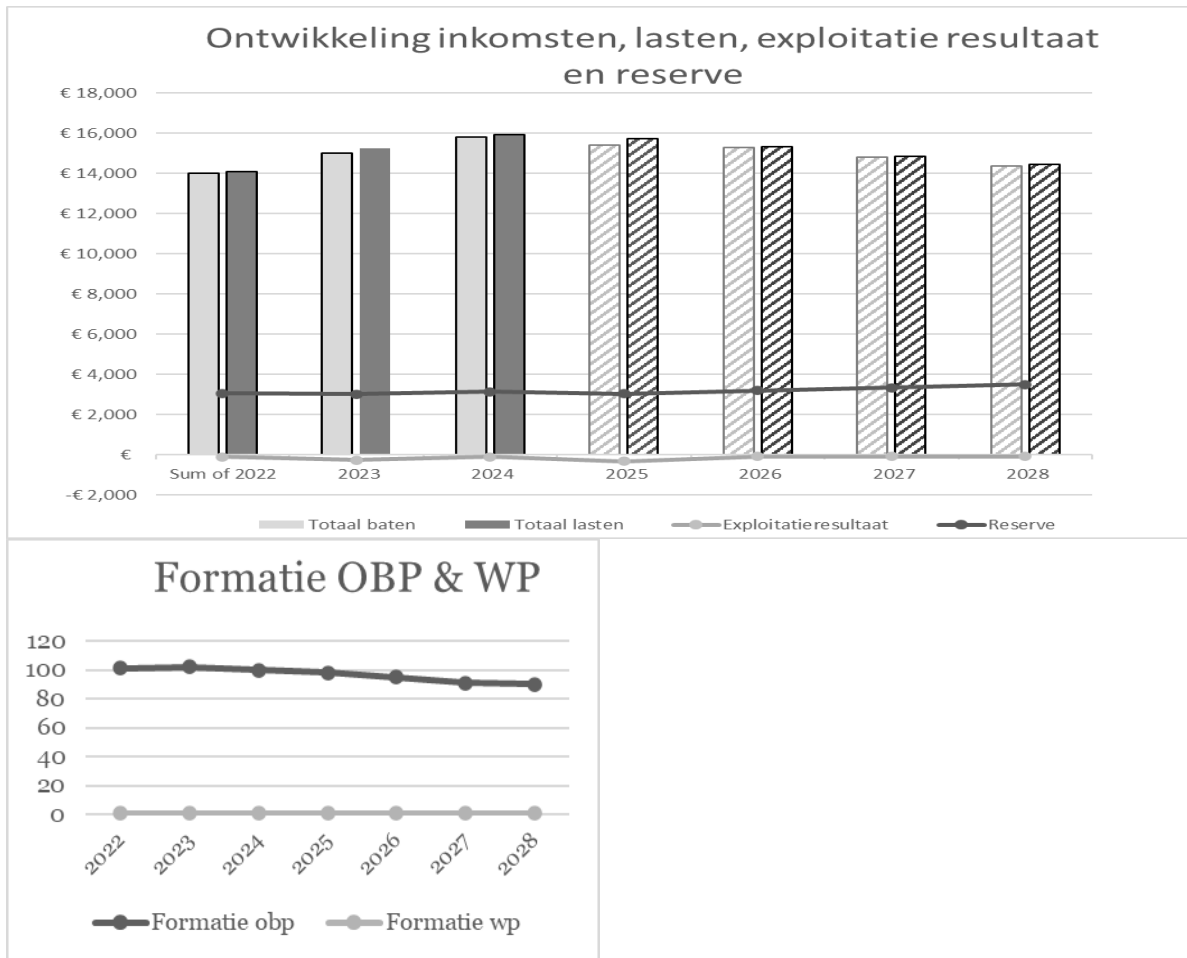 Ontwikkeling inkomsten, lasten, exploitatie resultaat
en reserve
€ 18,000
€ 16,000
€ 14,000
€ 12,000
€ 10,000
€ 8,000
€ 6,000
€ 4,000
€ 2,000
€
-€ 2,000
Sum of 2022 2023 2024 2025 2026 2027 2028
Totaal baten Totaal lasten Exploitatieresultaat Reserve
Formatie OBP & WP
120
100
80
60
40
20
0
2022 2023 2024 2025 2026 2027 2028
Formatie obp Formatie wp